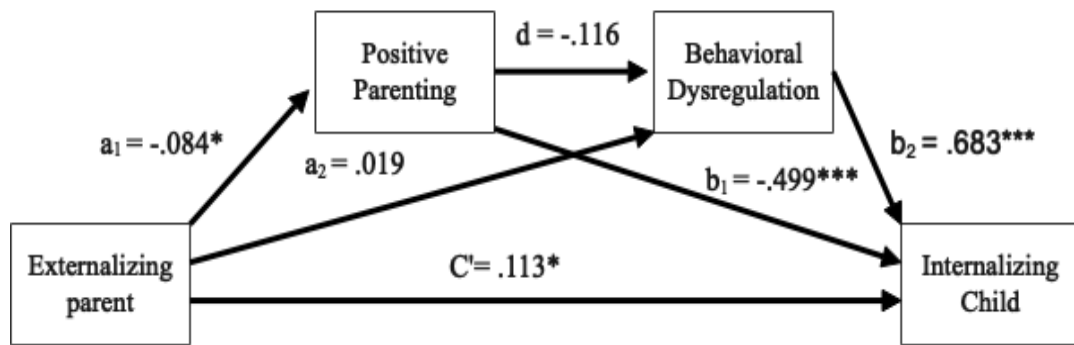 Positive
Parenting
d = -.116
Behavioral
Dysregulation
a₁ = -.084*
a₂ = .019
b₁ = -.499***
b₂ = .683***
Externalizing
parent
C'= .113*
Internalizing
Child